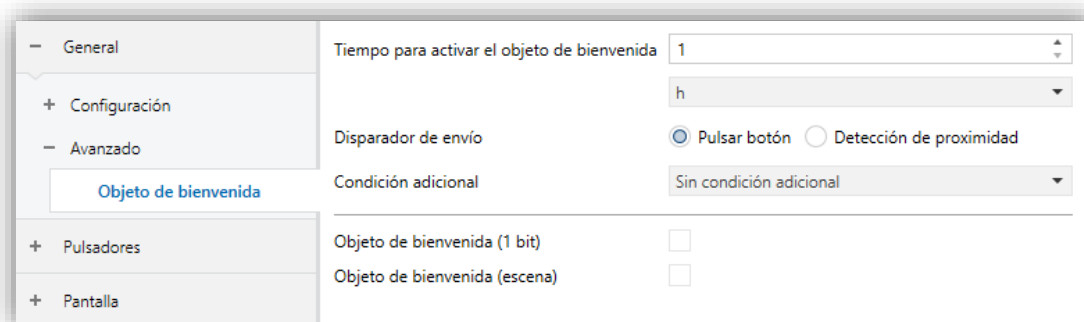 General
Configuración
Avanzado
Objeto de bienvenida
Pulsadores
Pantalla
Tiempo para activar el objeto de bienvenida 1
h
Disparador de envío Pulsar botón Detección de proximidad
Condición adicional Sin condición adicional
Objeto de bienvenida (1 bit)
Objeto de bienvenida (escena)